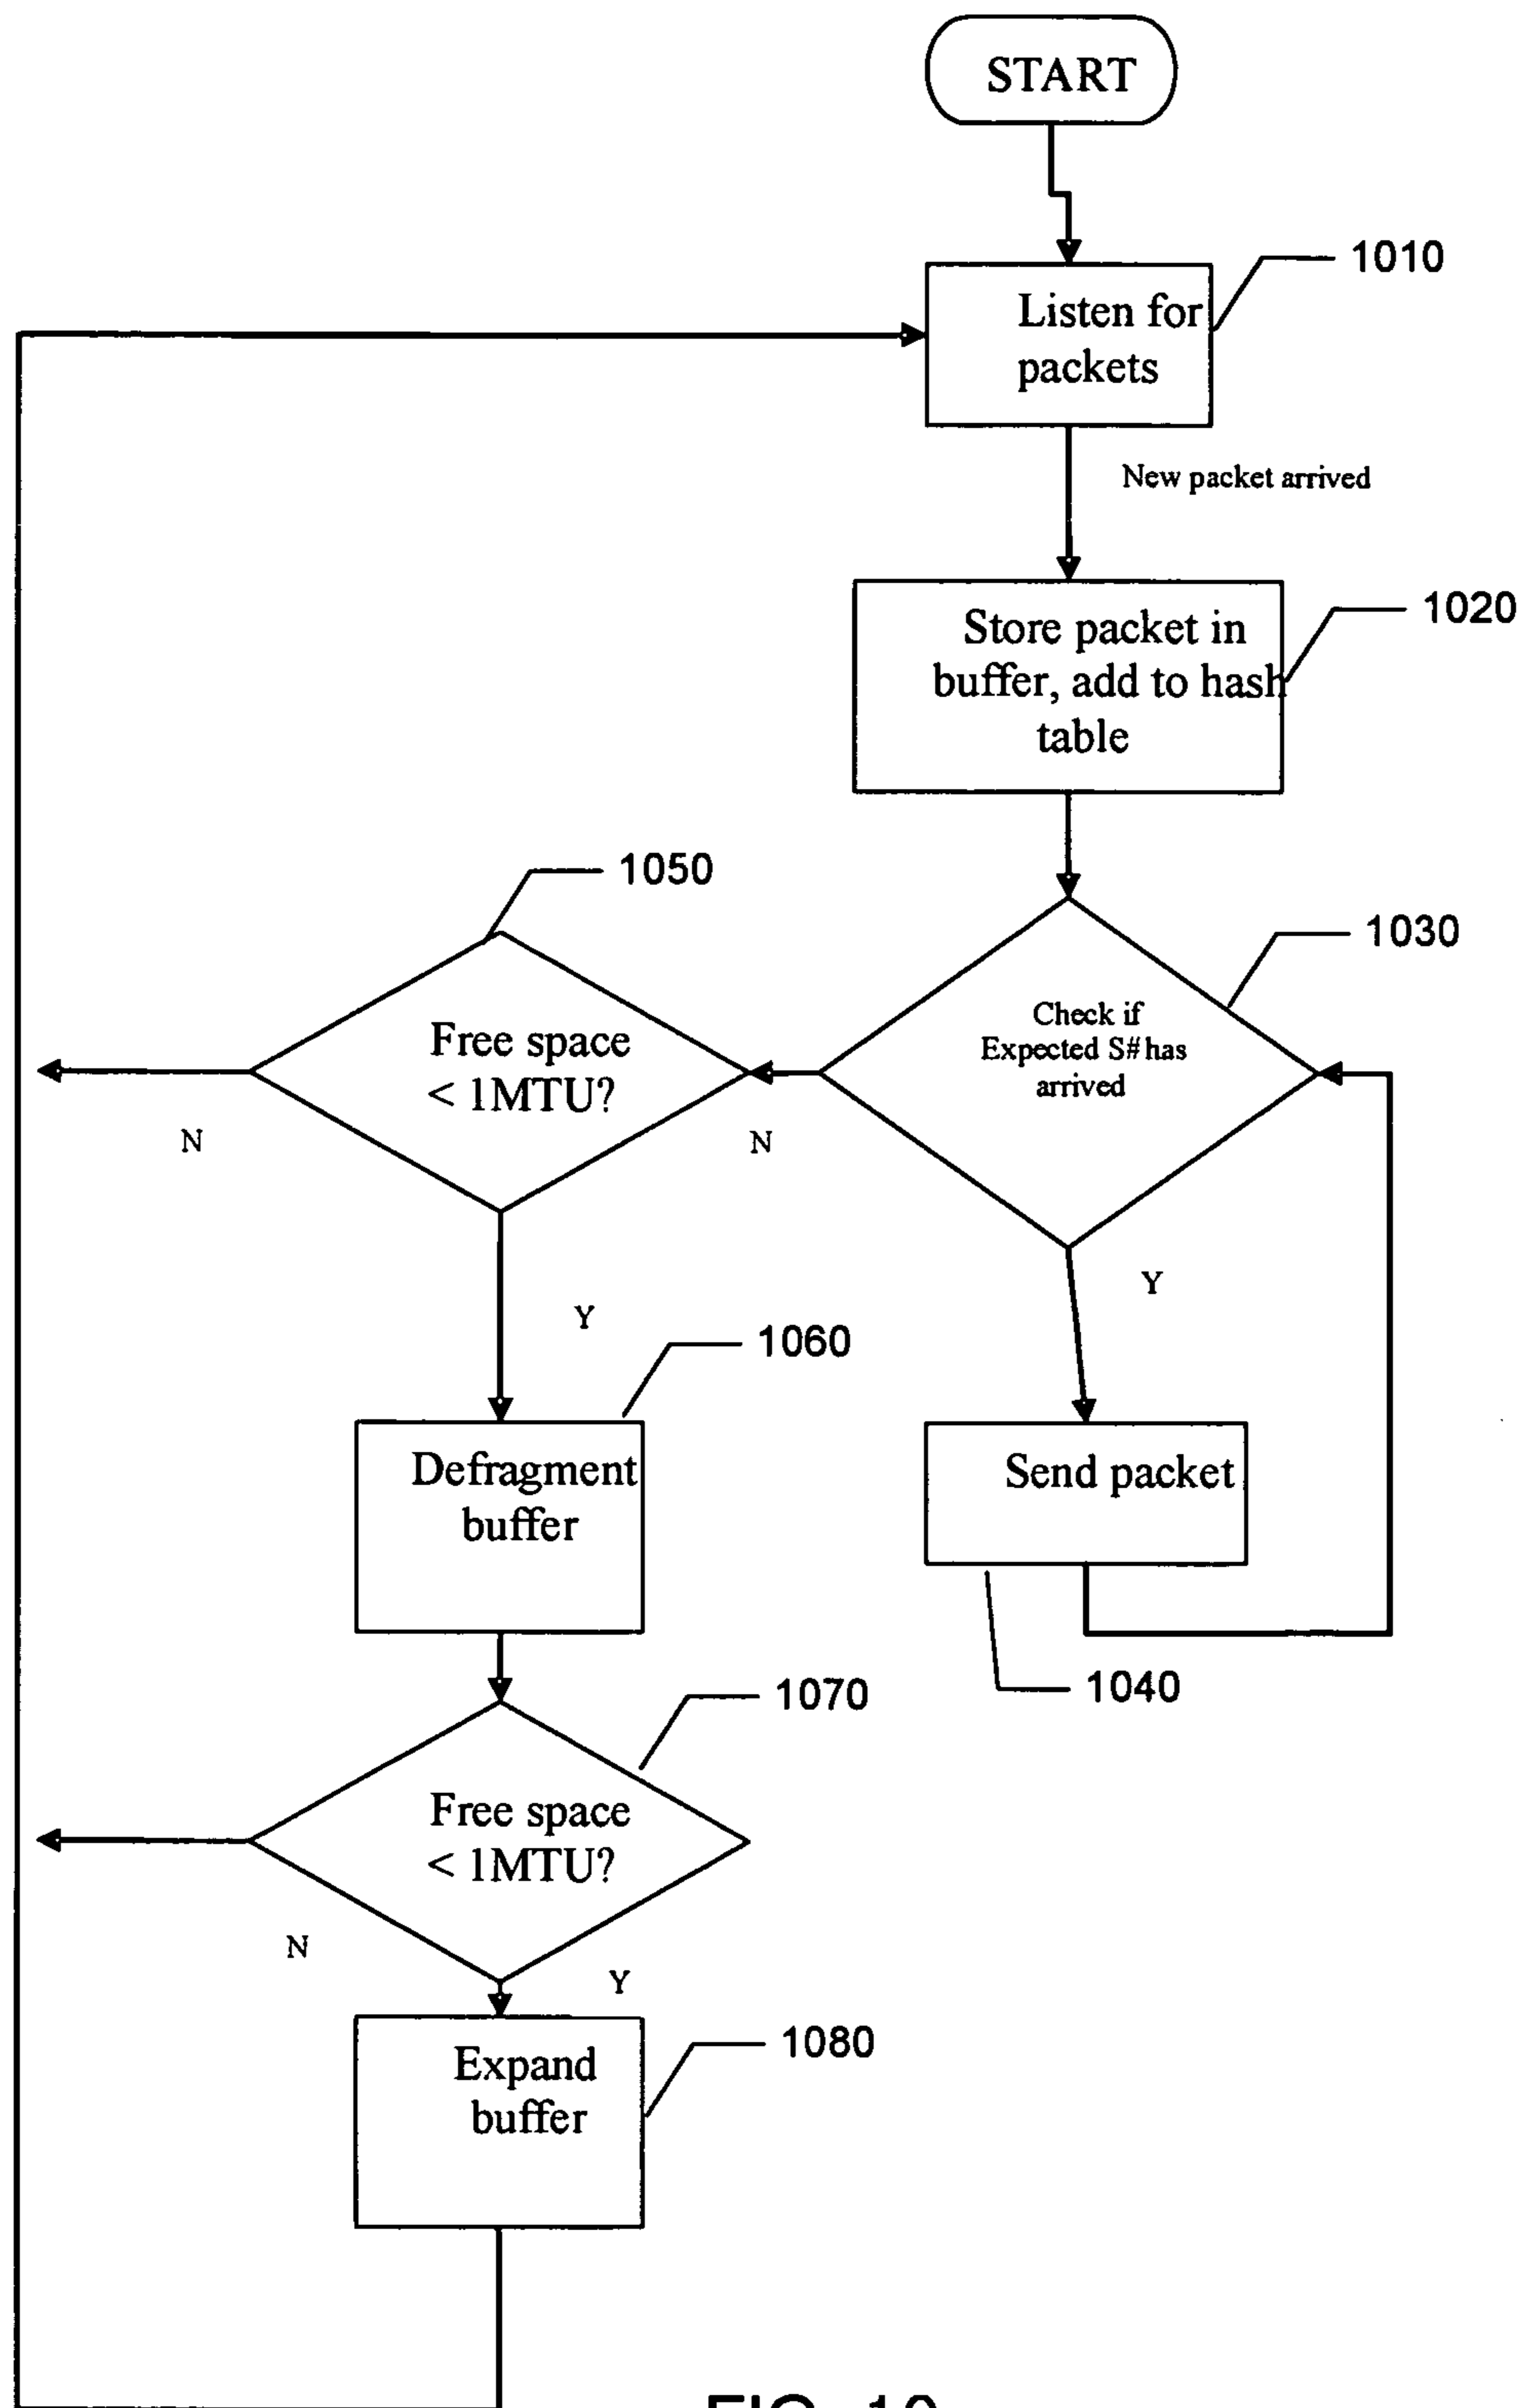 START
1010
Listen for
packets
New packet arrived
1020
Store packet in
buffer, add to hash
table
1050
1030
Check if
Expected S# has
arrived
Free space
< 1MTU?
N
N
Y
Y
1060
Defragment
buffer
Send packet
1070
1040
Free space
< 1MTU?
N
Y
1080
Expand
buffer
FIG. 10